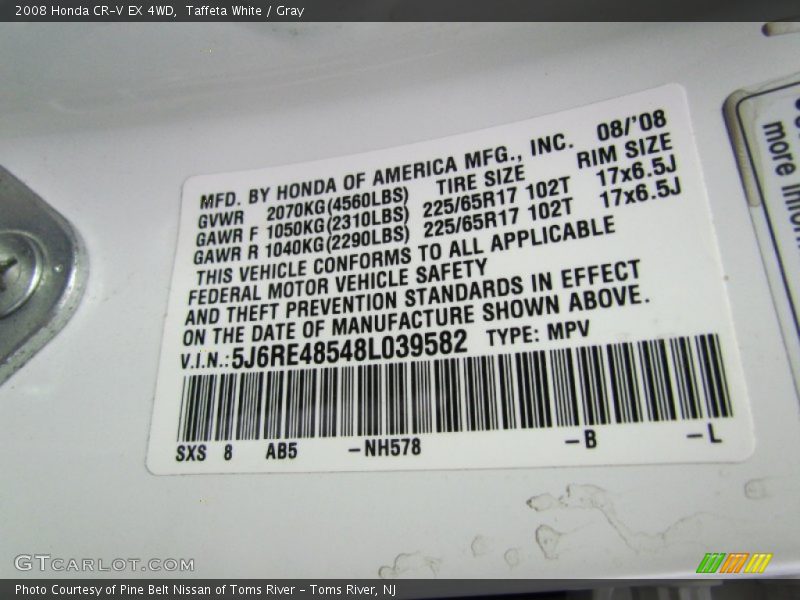 2008 Honda CR-V EX 4WD,  Taffeta White / Gray
MFD. BY HONDA OF AMERICA MFG., INC. 08/'08
GVWR 2070KG(4560LBS) TIRE SIZE RIM SIZE
GAWR F 1050KG(2310LBS) 225/65R17 102T 17x6.5J
GAWR R 1040KG(2290LBS) 225/65R17 102T 17x6.5J
THIS VEHICLE CONFORMS TO ALL APPLICABLE
FEDERAL MOTOR VEHICLE SAFETY
AND THEFT PREVENTION STANDARDS IN EFFECT
ON THE DATE OF MANUFACTURE SHOWN ABOVE.
V.I.N.: 5J6RE48548L039582 TYPE: MPV
SXS 8 AB5 -NH578 -B -L
more
GTCARLOT.COM
Photo Courtesy of Pine Belt Nissan of Toms River - Toms River, NJ